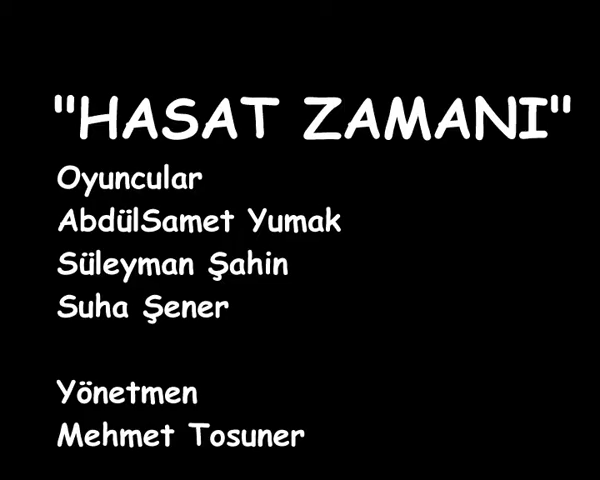 "HASAT ZAMANI"
Oyuncular
AbdülSamet Yumak
Süleyman Şahin
Suha Şener
Yönetmen
Mehmet Tosuner